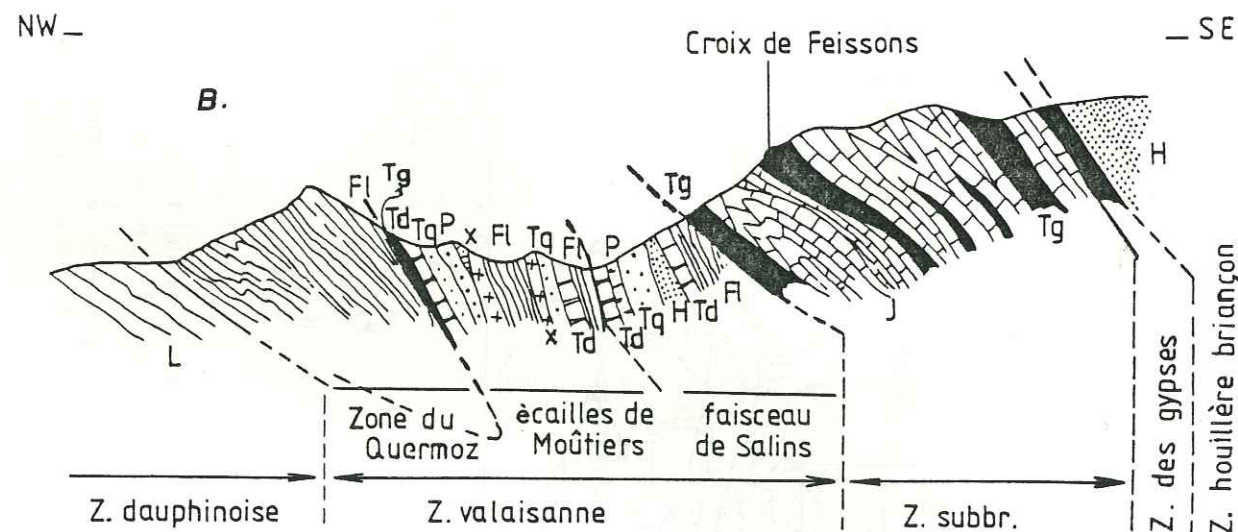 NW
SE
B.
Croix de Feissons
Fl
Tg
Td
Tq
P
x
Fl
Tq
Fl
P
Tg
H
L
x
Td
Td
Tq
H
Td
Fl
J
Tg
Zone du
Quermoz
ècailles de
Moûtiers
faisceau
de Salins
Z. dauphinoise
Z. valaisanne
Z. subbr.
Z. des gypses
Z. houillère briançon